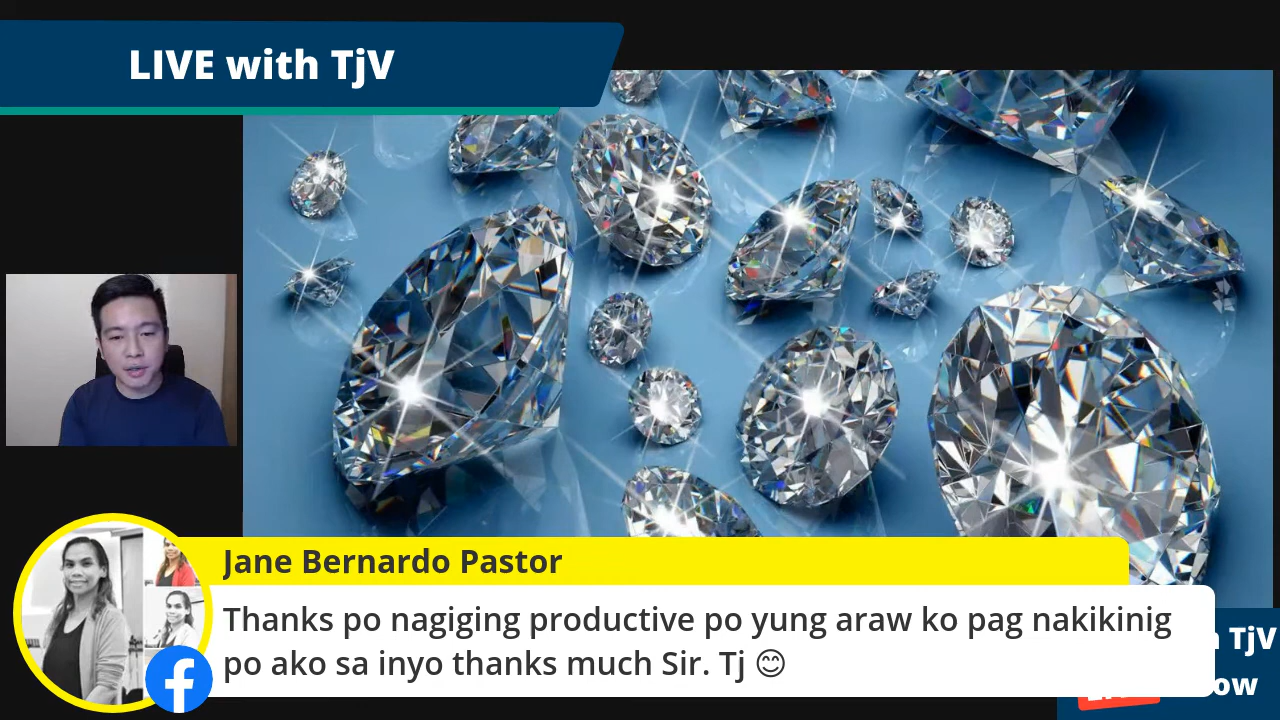 LIVE with TjV
Jane Bernardo Pastor
Thanks po nagiging productive po yung araw ko pag nakikinig
po ako sa inyo thanks much Sir. Tj 😊
TjV